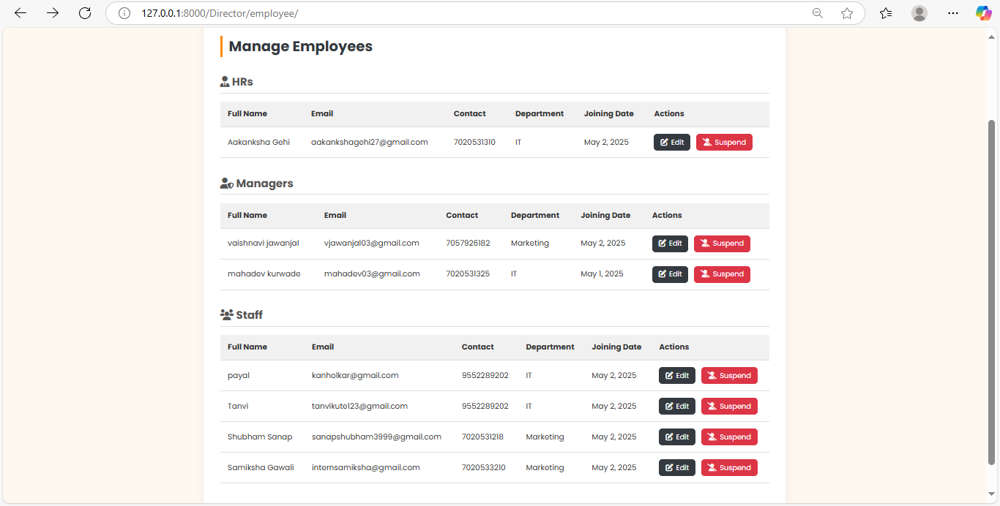 127.0.0.1:8000/Director/employee/
Manage Employees
HRs
Full Name Email Contact Department Joining Date Actions
Aakanksha Gehi aakankshagehi27@gmail.com 7020531310 IT May 2, 2025 Edit Suspend
Managers
Full Name Email Contact Department Joining Date Actions
vaishnavi jawanjal vjawanjal03@gmail.com 7057926182 Marketing May 2, 2025 Edit Suspend
mahadev kurwade mahadev03@gmail.com 7020531325 IT May 1, 2025 Edit Suspend
Staff
Full Name Email Contact Department Joining Date Actions
payal kanholkar@gmail.com 9552289202 IT May 2, 2025 Edit Suspend
Tanvi tanvikute123@gmail.com 9552289202 IT May 2, 2025 Edit Suspend
Shubham Sanap sanapshubham3999@gmail.com 7020531218 Marketing May 2, 2025 Edit Suspend
Samiksha Gawali internsamiksha@gmail.com 7020533210 Marketing May 2, 2025 Edit Suspend